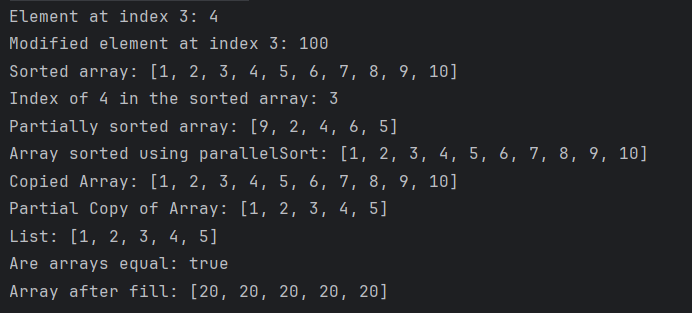 Element at index 3: 4
Modified element at index 3: 100
Sorted array: [1, 2, 3, 4, 5, 6, 7, 8, 9, 10]
Index of 4 in the sorted array: 3
Partially sorted array: [9, 2, 4, 6, 5]
Array sorted using parallelSort: [1, 2, 3, 4, 5, 6, 7, 8, 9, 10]
Copied Array: [1, 2, 3, 4, 5, 6, 7, 8, 9, 10]
Partial Copy of Array: [1, 2, 3, 4, 5]
List: [1, 2, 3, 4, 5]
Are arrays equal: true
Array after fill: [20, 20, 20, 20, 20]